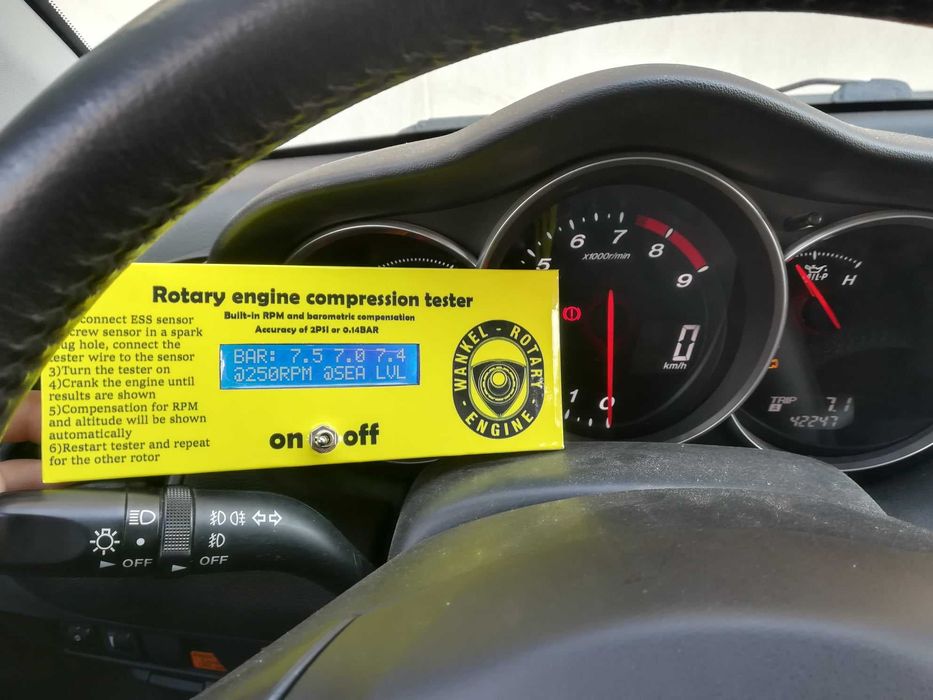 Rotary engine compression tester
Built-in RPM and barometric compensation
Accuracy of 2PSI or 0.14BAR
connect ESS sensor
crew sensor in a spark
ug hole, connect the
ester wire to the sensor
3)Turn the tester on
4)Crank the engine until
results are shown
5)Compensation for RPM
and altitude will be shown
automatically
6)Restart tester and repeat
for the other rotor
BAR: 7.5 7.0 7.4
@250RPM @SEA LVL
on off
WANKEL - ROTARY
ENGINE
0
1
5
6
7
8
9
x1000r/min
0
km/h
H
OIL-P
TRIP
A
7.1
42247
OFF
OFF